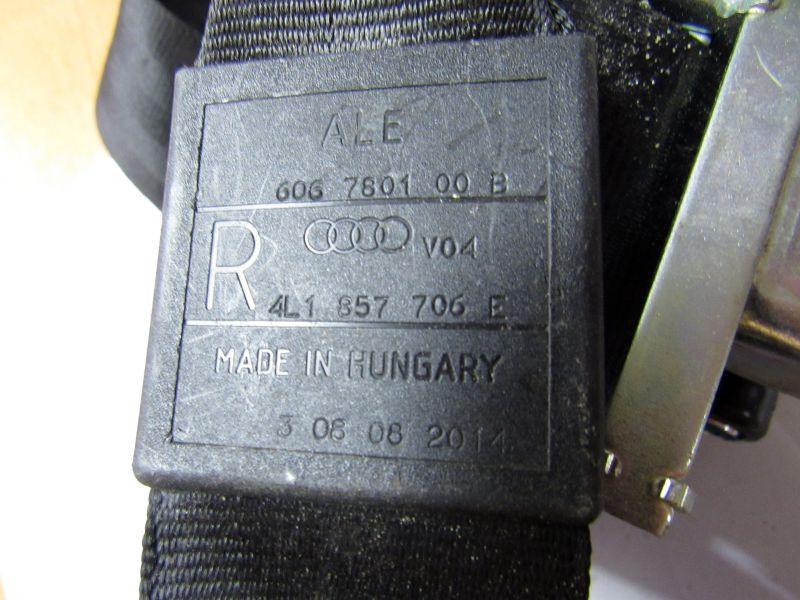 ALE
606 7801 00 B
R V04
4L1 857 706 E
MADE IN HUNGARY
3 08 08 2014